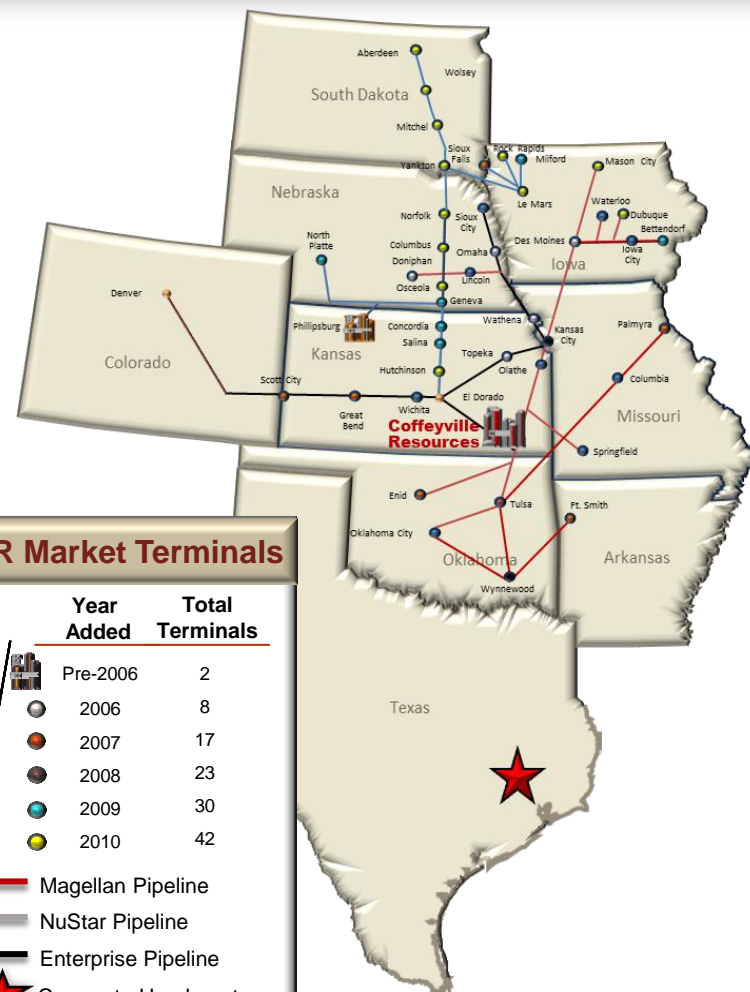 Aberdeen
Wolsey
South Dakota
Mitchel
Sioux
Falls
Rock Rapids
Milford
Mason City
Yankton
Nebraska
Le Mars
Norfolk
Sioux
City
Waterloo
Dubuque
Bettendorf
North
Platte
Columbus
Omaha
Des Moines
Iowa
City
Doniphan
Iowa
Lincoln
Osceola
Denver
Geneva
Wathena
Phillipsburg
Concordia
Kansas
City
Palmyra
Colorado
Kansas
Salina
Topeka
Olathe
Hutchinson
Columbia
Scott City
Great
Bend
Wichita
El Dorado
Missouri
Coffeyville
Resources
Springfield
Enid
Tulsa
Ft. Smith
Oklahoma City
Oklahoma
Arkansas
Wynnewood
R Market Terminals
Year
Added
Total
Terminals
Pre-2006 2
2006 8
2007 17
2008 23
2009 30
2010 42
Magellan Pipeline
NuStar Pipeline
Enterprise Pipeline
Texas